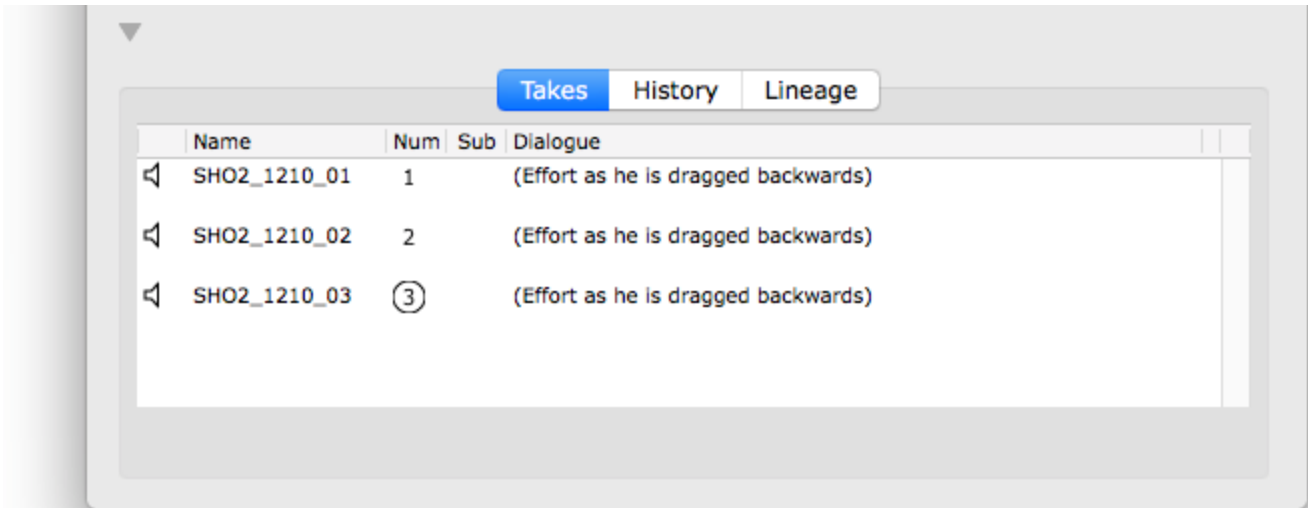 Takes History Lineage
Name Num Sub Dialogue
SHO2_1210_01 1 (Effort as he is dragged backwards)
SHO2_1210_02 2 (Effort as he is dragged backwards)
SHO2_1210_03 3 (Effort as he is dragged backwards)